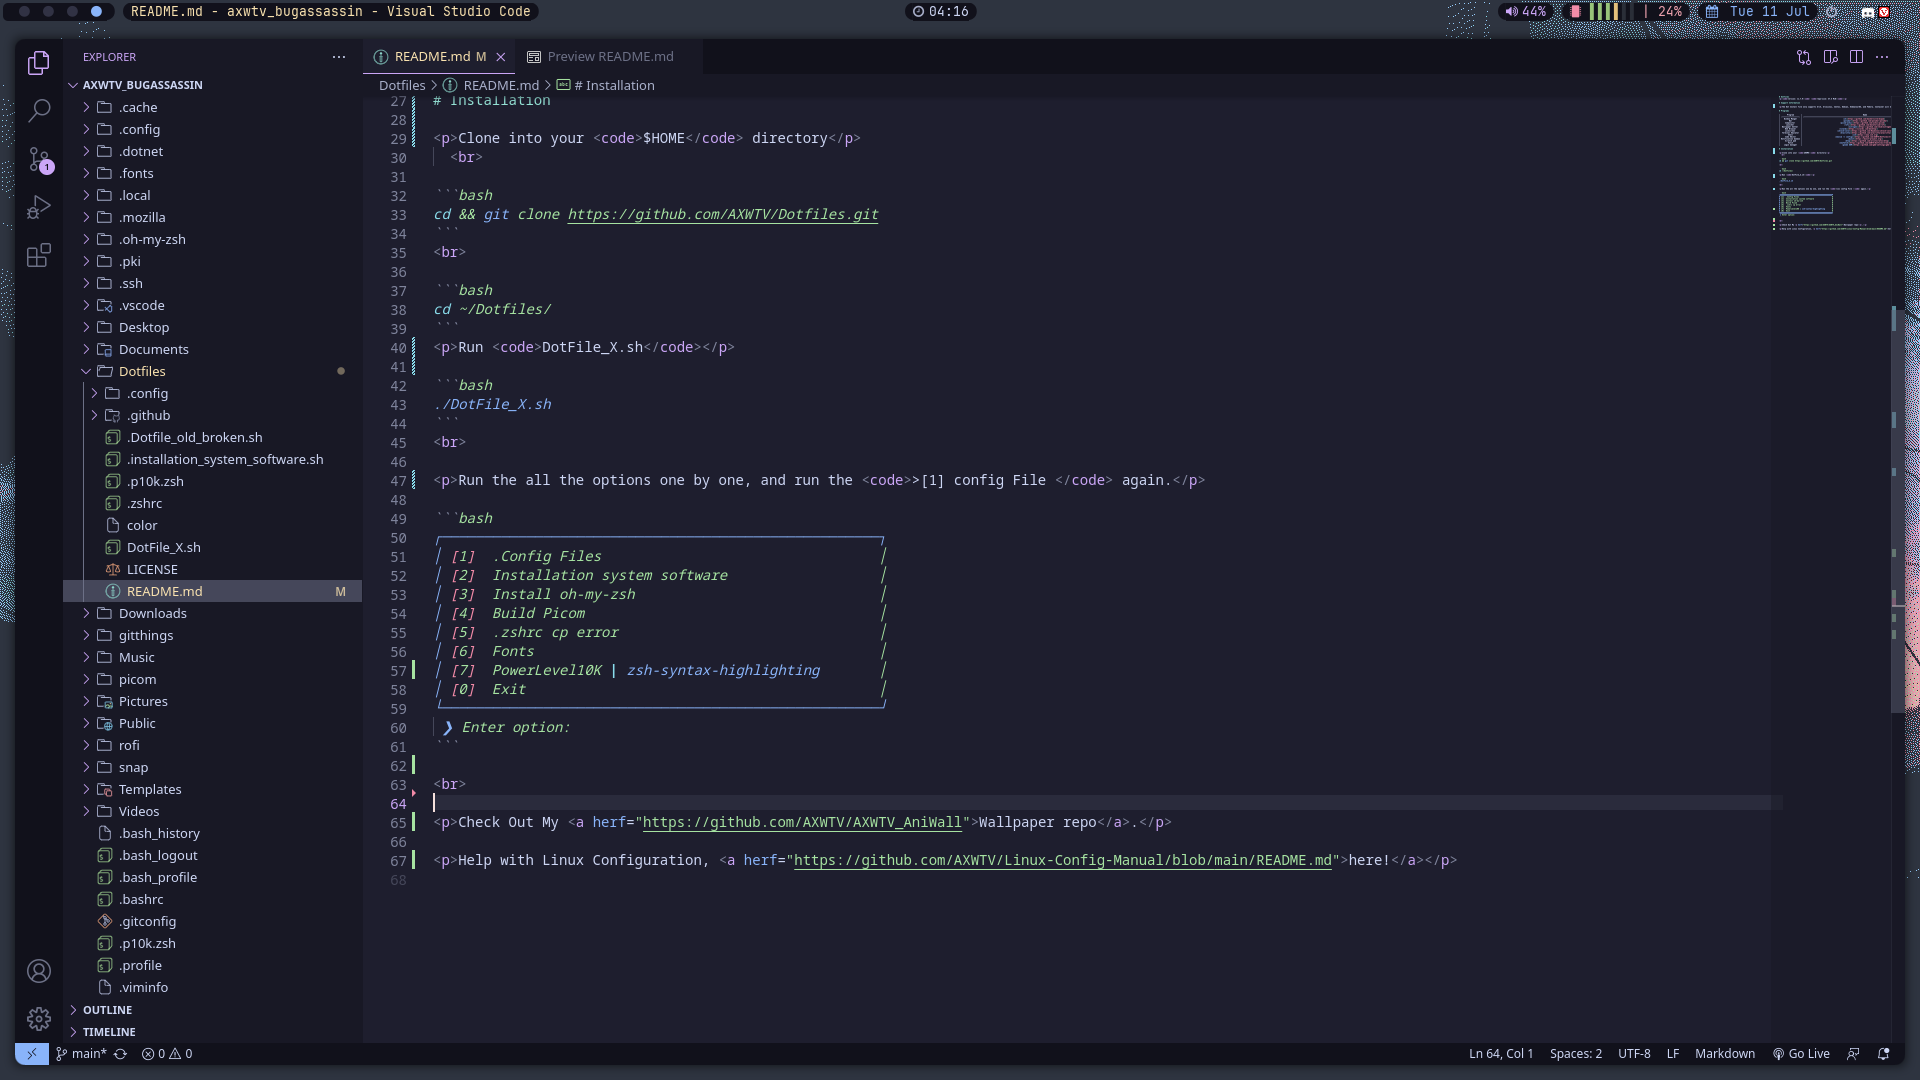 README.md - axwtv_bugassassin - Visual Studio Code
04:16
44%
| 24%
Tue 11 Jul
EXPLORER
AXWTV_BUGASSASSIN
.cache
.config
.dotnet
.fonts
.local
.mozilla
.oh-my-zsh
.pki
.ssh
.vscode
Desktop
Documents
Dotfiles
.config
.github
.Dotfile_old_broken.sh
.installation_system_software.sh
.p10k.zsh
.zshrc
color
DotFile_X.sh
LICENSE
README.md M
Downloads
gitthings
Music
picom
Pictures
Public
rofi
snap
Templates
Videos
.bash_history
.bash_logout
.bash_profile
.bashrc
.gitconfig
.p10k.zsh
.profile
.viminfo
OUTLINE
TIMELINE
1
README.md M
Preview README.md
Dotfiles > README.md > # Installation
27 # Installation
28
29 <p>Clone into your <code>$HOME</code> directory</p>
30 <br>
31
32 ```bash
33 cd && git clone https://github.com/AXWTV/Dotfiles.git
34 ```
35 <br>
36
37 ```bash
38 cd ~/Dotfiles/
39 ```
40 <p>Run <code>DotFile_X.sh</code></p>
41
42 ```bash
43 ./DotFile_X.sh
44 ```
45 <br>
46
47 <p>Run the all the options one by one, and run the <code>>[1] config File </code> again.</p>
48
49 ```bash
50
51 [1] .Config Files
52 [2] Installation system software
53 [3] Install oh-my-zsh
54 [4] Build Picom
55 [5] .zshrc cp error
56 [6] Fonts
57 [7] PowerLevel10K | zsh-syntax-highlighting
58 [0] Exit
59
60 ❯ Enter option:
61 ```
62
63 <br>
64
65 <p>Check Out My <a herf="https://github.com/AXWTV/AXWTV_AniWall">Wallpaper repo</a>.</p>
66
67 <p>Help with Linux Configuration, <a herf="https://github.com/AXWTV/Linux-Config-Manual/blob/main/README.md">here!</a></p>
68
main* 0 0
Ln 64, Col 1 Spaces: 2 UTF-8 LF Markdown Go Live